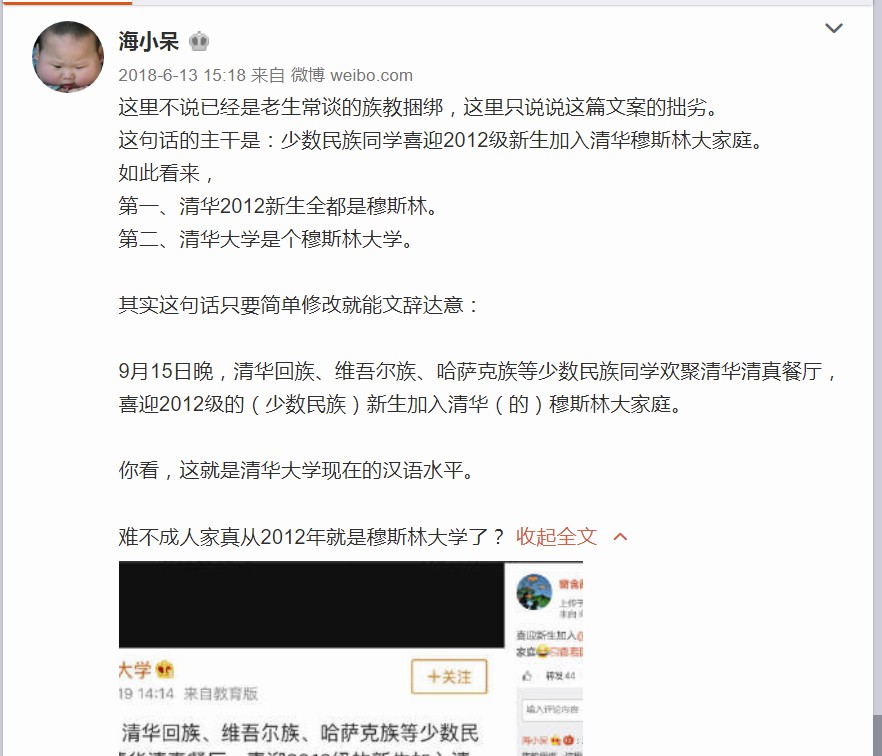 海小呆
2018-6-13 15:18 来自 微博 weibo.com
这里不说已经是老生常谈的族教捆绑，这里只说说这篇文案的拙劣。
这句话的主干是：少数民族同学喜迎2012级新生加入清华穆斯林大家庭。
如此看来，
第一、清华2012新生全都是穆斯林。
第二、清华大学是个穆斯林大学。
其实这句话只要简单修改就能文辞达意：
9月15日晚，清华回族、维吾尔族、哈萨克族等少数民族同学欢聚清华清真餐厅，
喜迎2012级的（少数民族）新生加入清华（的）穆斯林大家庭。
你看，这就是清华大学现在的汉语水平。
难不成人家真从2012年就是穆斯林大学了？ 收起全文
大学
+关注
19 14:14 来自教育版
清华回族、维吾尔族、哈萨克族等少数民
上传于
来自
喜迎新生加入@
家庭
转发 44
输入评论内容
海小呆